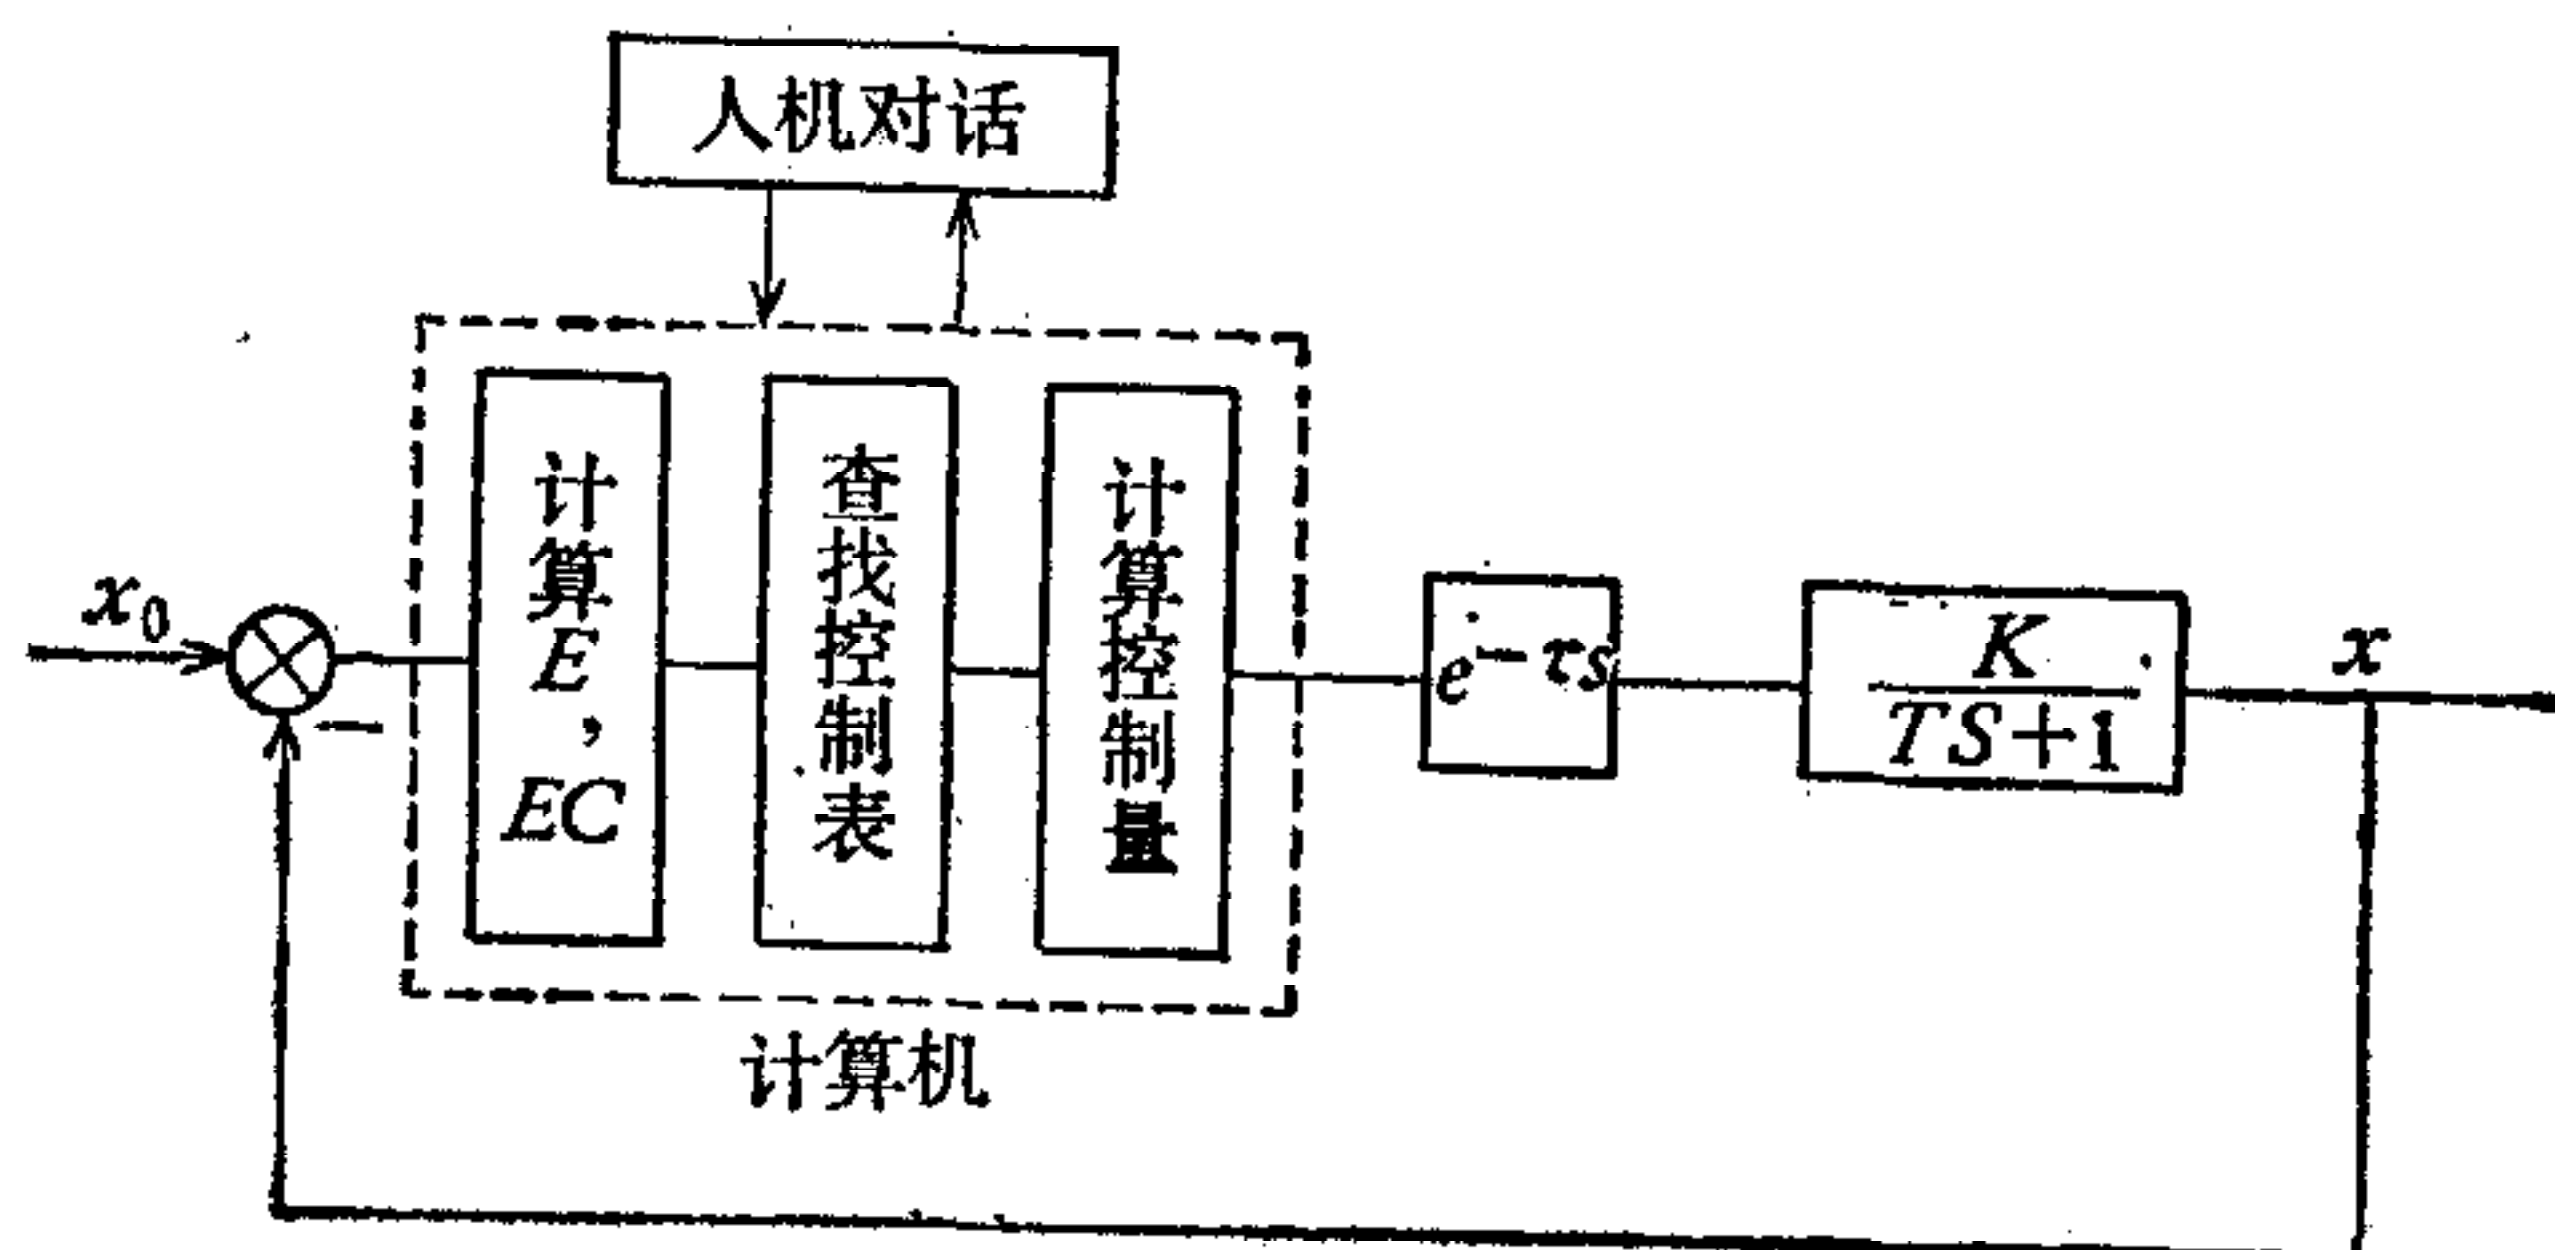 人机对话
x₀
−
计算E,EC
查找控制表
计算控制量
e^{-τs}
K
TS+1
x
计算机